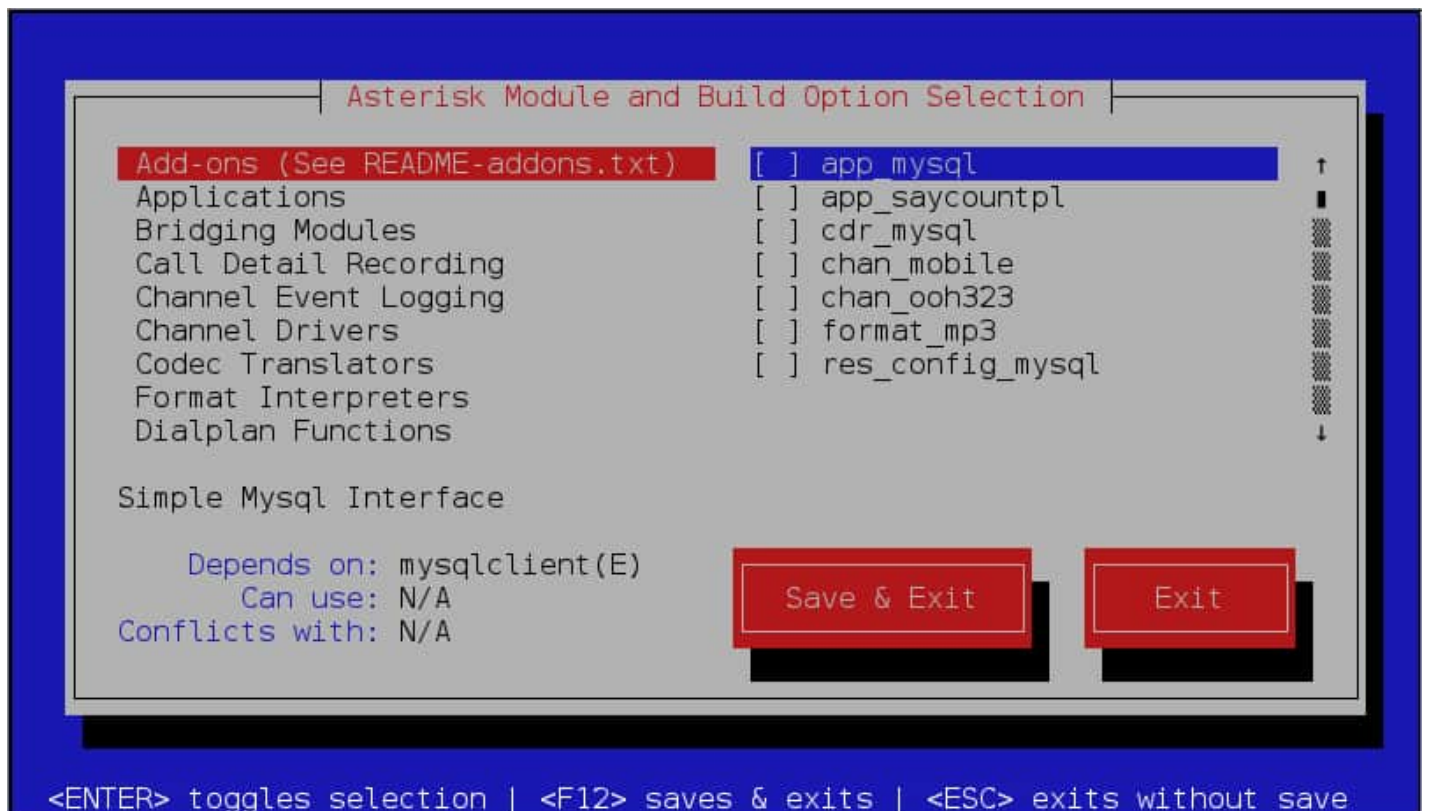 Asterisk Module and Build Option Selection
Add-ons (See README-addons.txt)
Applications
Bridging Modules
Call Detail Recording
Channel Event Logging
Channel Drivers
Codec Translators
Format Interpreters
Dialplan Functions
[ ] app_mysql
[ ] app_saycountpl
[ ] cdr_mysql
[ ] chan_mobile
[ ] chan_ooh323
[ ] format_mp3
[ ] res_config_mysql
↑
↓
Simple Mysql Interface
Depends on: mysqlclient(E)
Can use: N/A
Conflicts with: N/A
Save & Exit
Exit
<ENTER> toggles selection | <F12> saves & exits | <ESC> exits without save